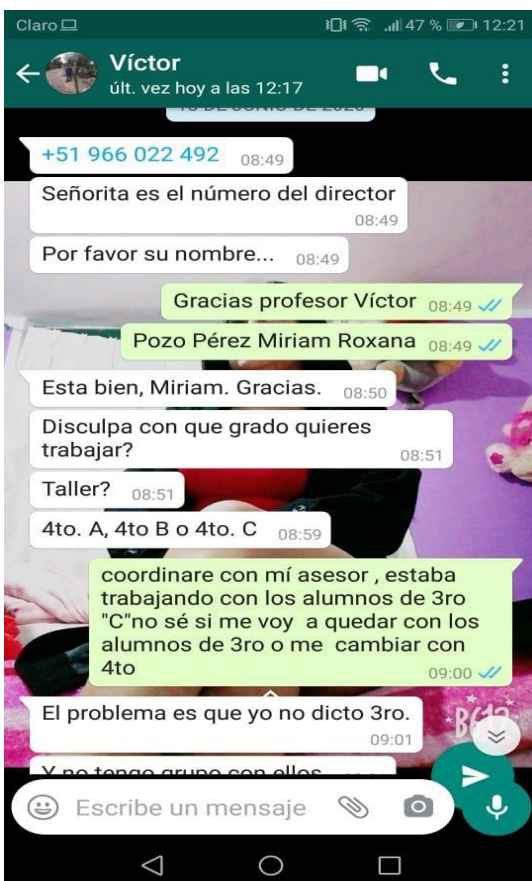 Claro 47 % 12:21
Víctor
últ. vez hoy a las 12:17
+51 966 022 492 08:49
Señorita es el número del director
08:49
Por favor su nombre... 08:49
Gracias profesor Víctor 08:49
Pozo Pérez Miriam Roxana 08:49
Esta bien, Miriam. Gracias. 08:50
Disculpa con que grado quieres
trabajar? 08:51
Taller? 08:51
4to. A, 4to B o 4to. C 08:59
coordinare con mí asesor , estaba
trabajando con los alumnos de 3ro
"C"no sé si me voy a quedar con los
alumnos de 3ro o me cambiar con
4to 09:00
El problema es que yo no dicto 3ro.
09:01
Y no tengo grupo con ellos
Escribe un mensaje